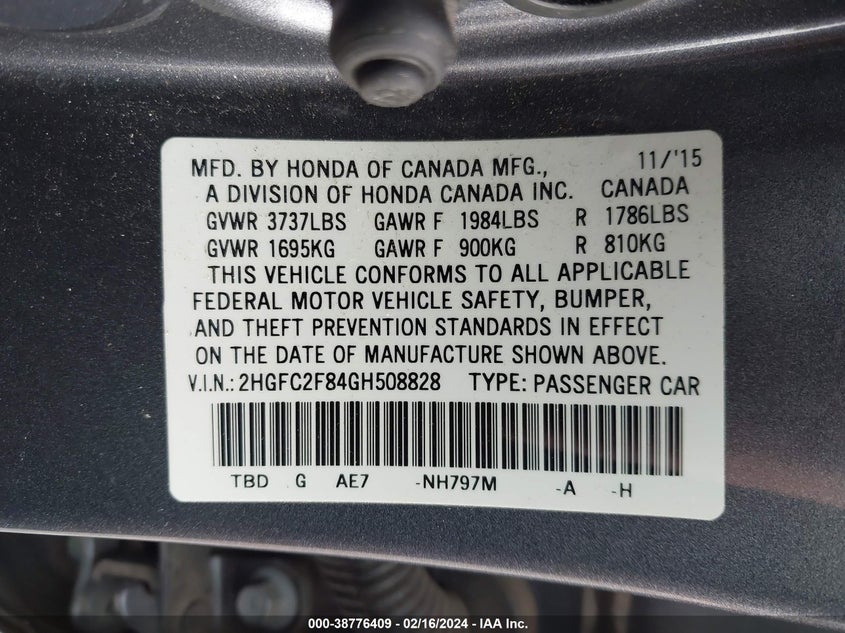 MFD. BY HONDA OF CANADA MFG., 11/'15
A DIVISION OF HONDA CANADA INC. CANADA
GVWR 3737LBS GAWR F 1984LBS R 1786LBS
GVWR 1695KG GAWR F 900KG R 810KG
THIS VEHICLE CONFORMS TO ALL APPLICABLE
FEDERAL MOTOR VEHICLE SAFETY, BUMPER,
AND THEFT PREVENTION STANDARDS IN EFFECT
ON THE DATE OF MANUFACTURE SHOWN ABOVE.
V.I.N.: 2HGFC2F84GH508828 TYPE: PASSENGER CAR
TBD G AE7 -NH797M -A -H
000-38776409 - 02/16/2024 - IAA Inc.